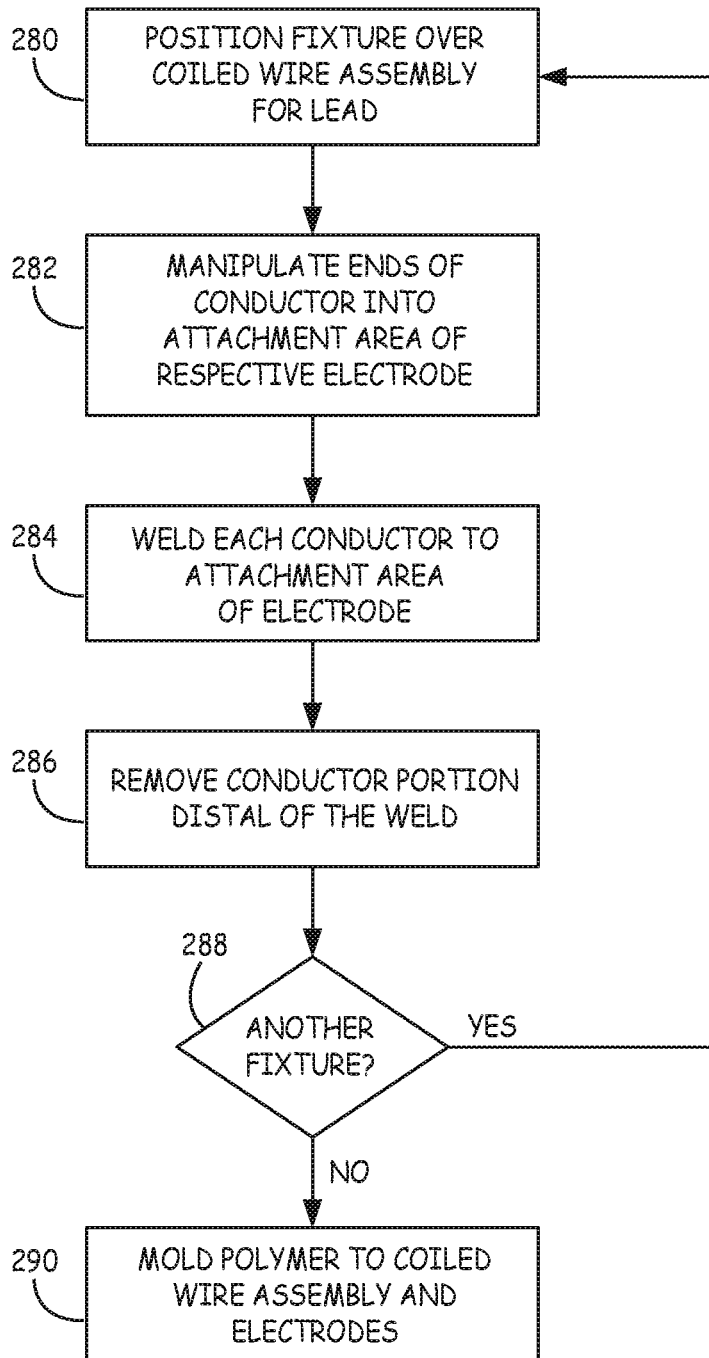 280
POSITION FIXTURE OVER
COILED WIRE ASSEMBLY
FOR LEAD
282
MANIPULATE ENDS OF
CONDUCTOR INTO
ATTACHMENT AREA OF
RESPECTIVE ELECTRODE
284
WELD EACH CONDUCTOR TO
ATTACHMENT AREA
OF ELECTRODE
286
REMOVE CONDUCTOR PORTION
DISTAL OF THE WELD
288
ANOTHER
FIXTURE?
YES
NO
290
MOLD POLYMER TO COILED
WIRE ASSEMBLY AND
ELECTRODES